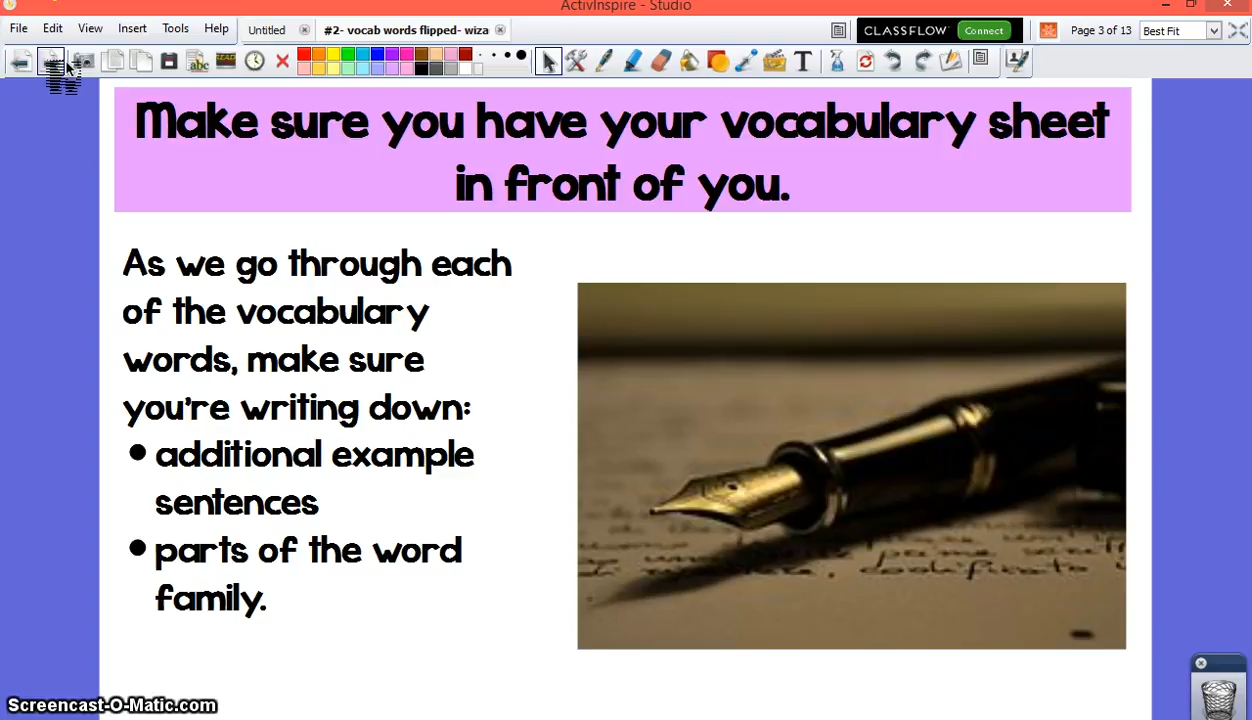 ActivInspire - Studio
File Edit View Insert Tools Help
Untitled
#2- vocab words flipped- wiza
CLASSFLOW Connect
Page 3 of 13
Best Fit
Make sure you have your vocabulary sheet
in front of you.
As we go through each
of the vocabulary
words, make sure
you're writing down:
• additional example
sentences
• parts of the word
family.
Screencast-O-Matic.com